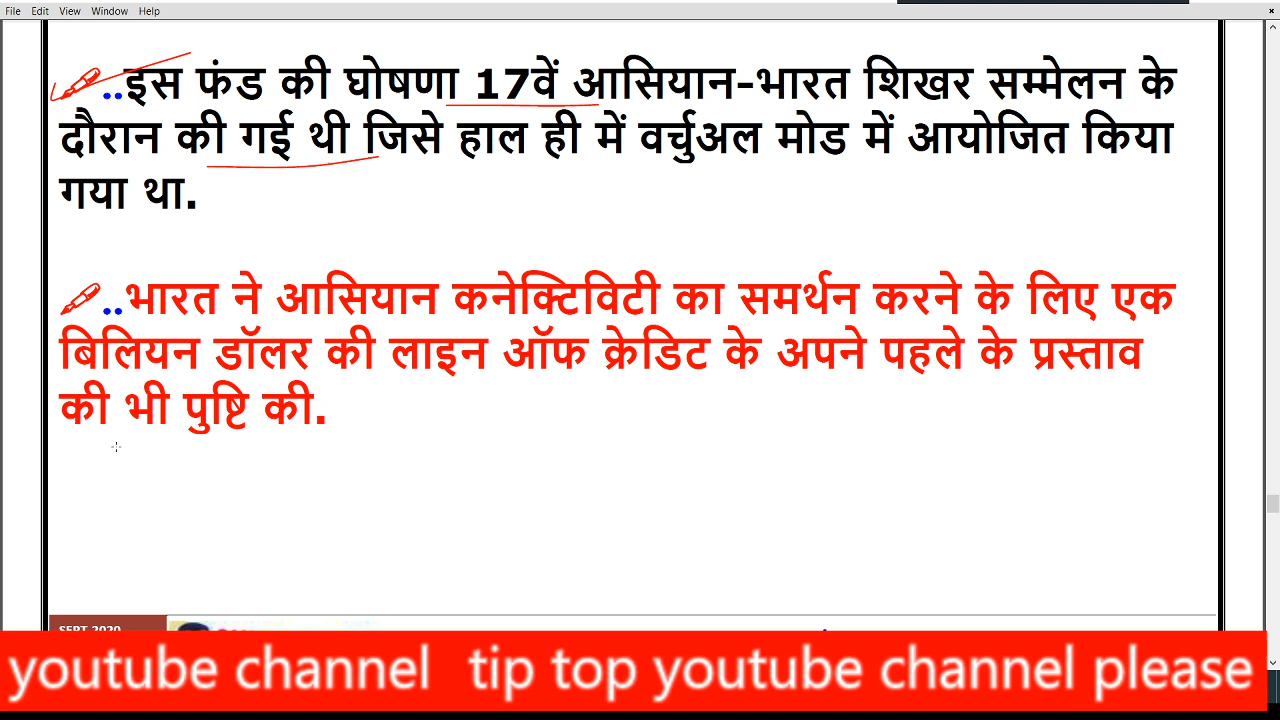 File Edit View Window Help
..इस फंड की घोषणा 17वें आसियान-भारत शिखर सम्मेलन के
दौरान की गई थी जिसे हाल ही में वर्चुअल मोड में आयोजित किया
गया था.
..भारत ने आसियान कनेक्टिविटी का समर्थन करने के लिए एक
बिलियन डॉलर की लाइन ऑफ क्रेडिट के अपने पहले के प्रस्ताव
की भी पुष्टि की.
SEPT 2020
youtube channel tip top youtube channel please